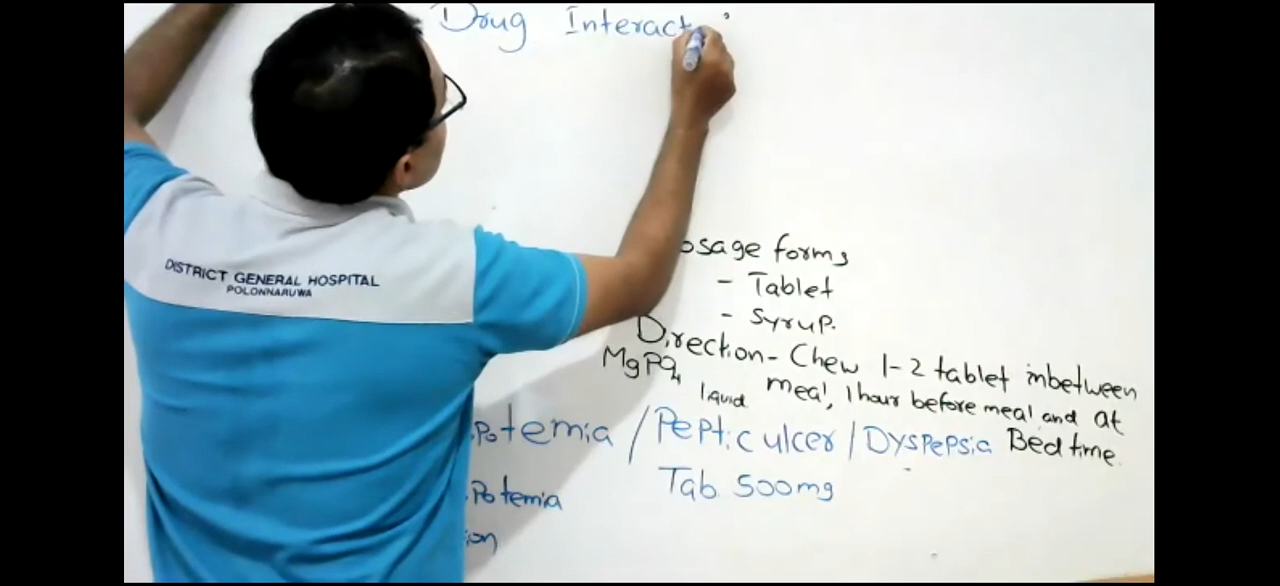 Drug Interact
DISTRICT GENERAL HOSPITAL
POLONNARUWA
osage forms
- Tablet
- Syrup.
Direction - Chew 1-2 tablet inbetween
MgPO4 liquid meal, 1 hour before meal and at
potemia / Peptic ulcer / Dyspepsia Bed time.
Potemia Tab 500mg
ion